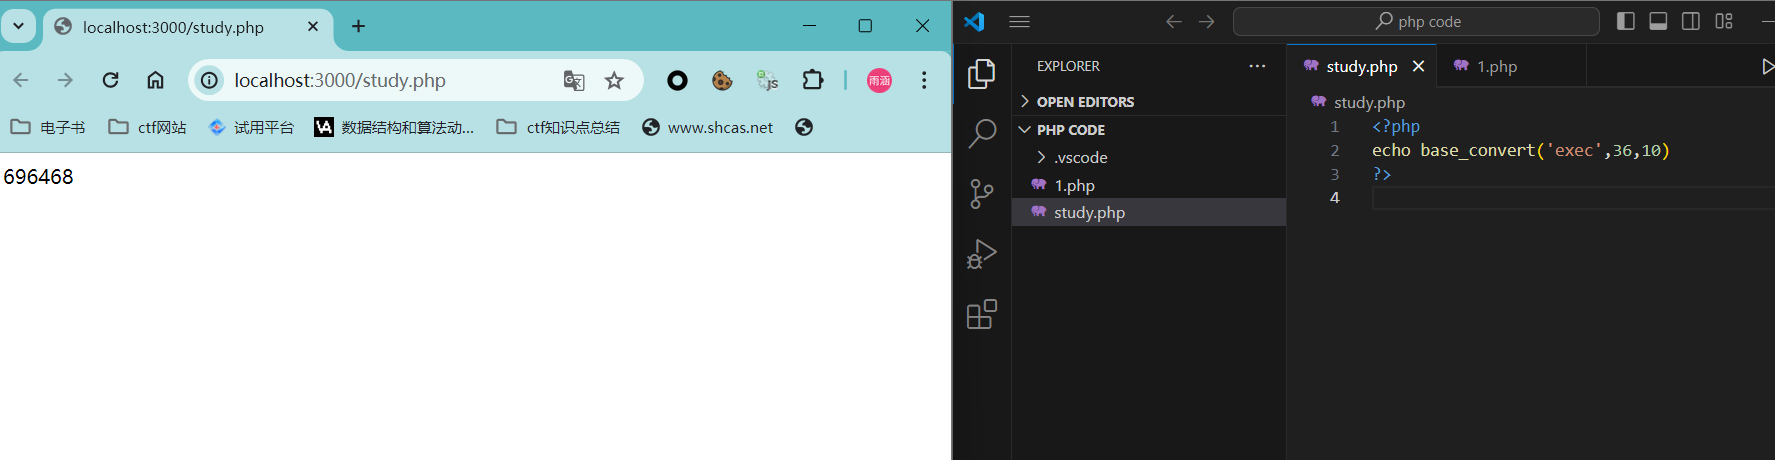 localhost:3000/study.php
localhost:3000/study.php
雨涵
电子书 ctf网站 试用平台 数据结构和算法动... ctf知识点总结 www.shcas.net
696468
php code
EXPLORER
OPEN EDITORS
PHP CODE
.vscode
1.php
study.php
study.php 1.php
study.php
1 <?php
2 echo base_convert('exec',36,10)
3 ?>
4